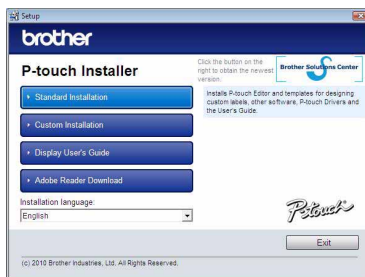 Setup
brother
P-touch Installer
Click the button on the
right to obtain the newest
version.
Brother Solutions Center
Standard Installation
Installs P-touch Editor and templates for designing
custom labels, other software, P-touch Drivers and
the User's Guide.
Custom Installation
Display User's Guide
Adobe Reader Download
Installation language:
English
P-touch
Exit
(c) 2010 Brother Industries, Ltd. All Rights Reserved.